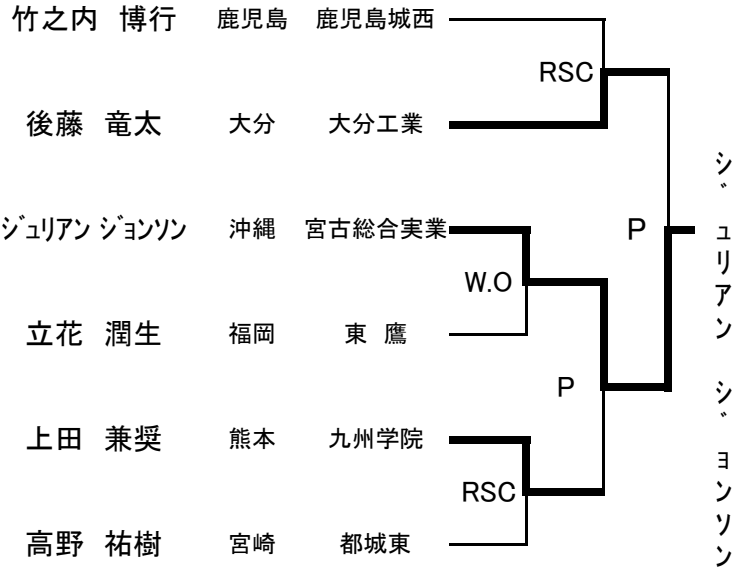 竹之内 博行 鹿児島 鹿児島城西
RSC
後藤 竜太 大分 大分工業
ジュリアン ジョンソン 沖縄 宮古総合実業
P
W.O
立花 潤生 福岡 東 鷹
P
上田 兼奨 熊本 九州学院
RSC
高野 祐樹 宮崎 都城東
ジュリアン ジョンソン